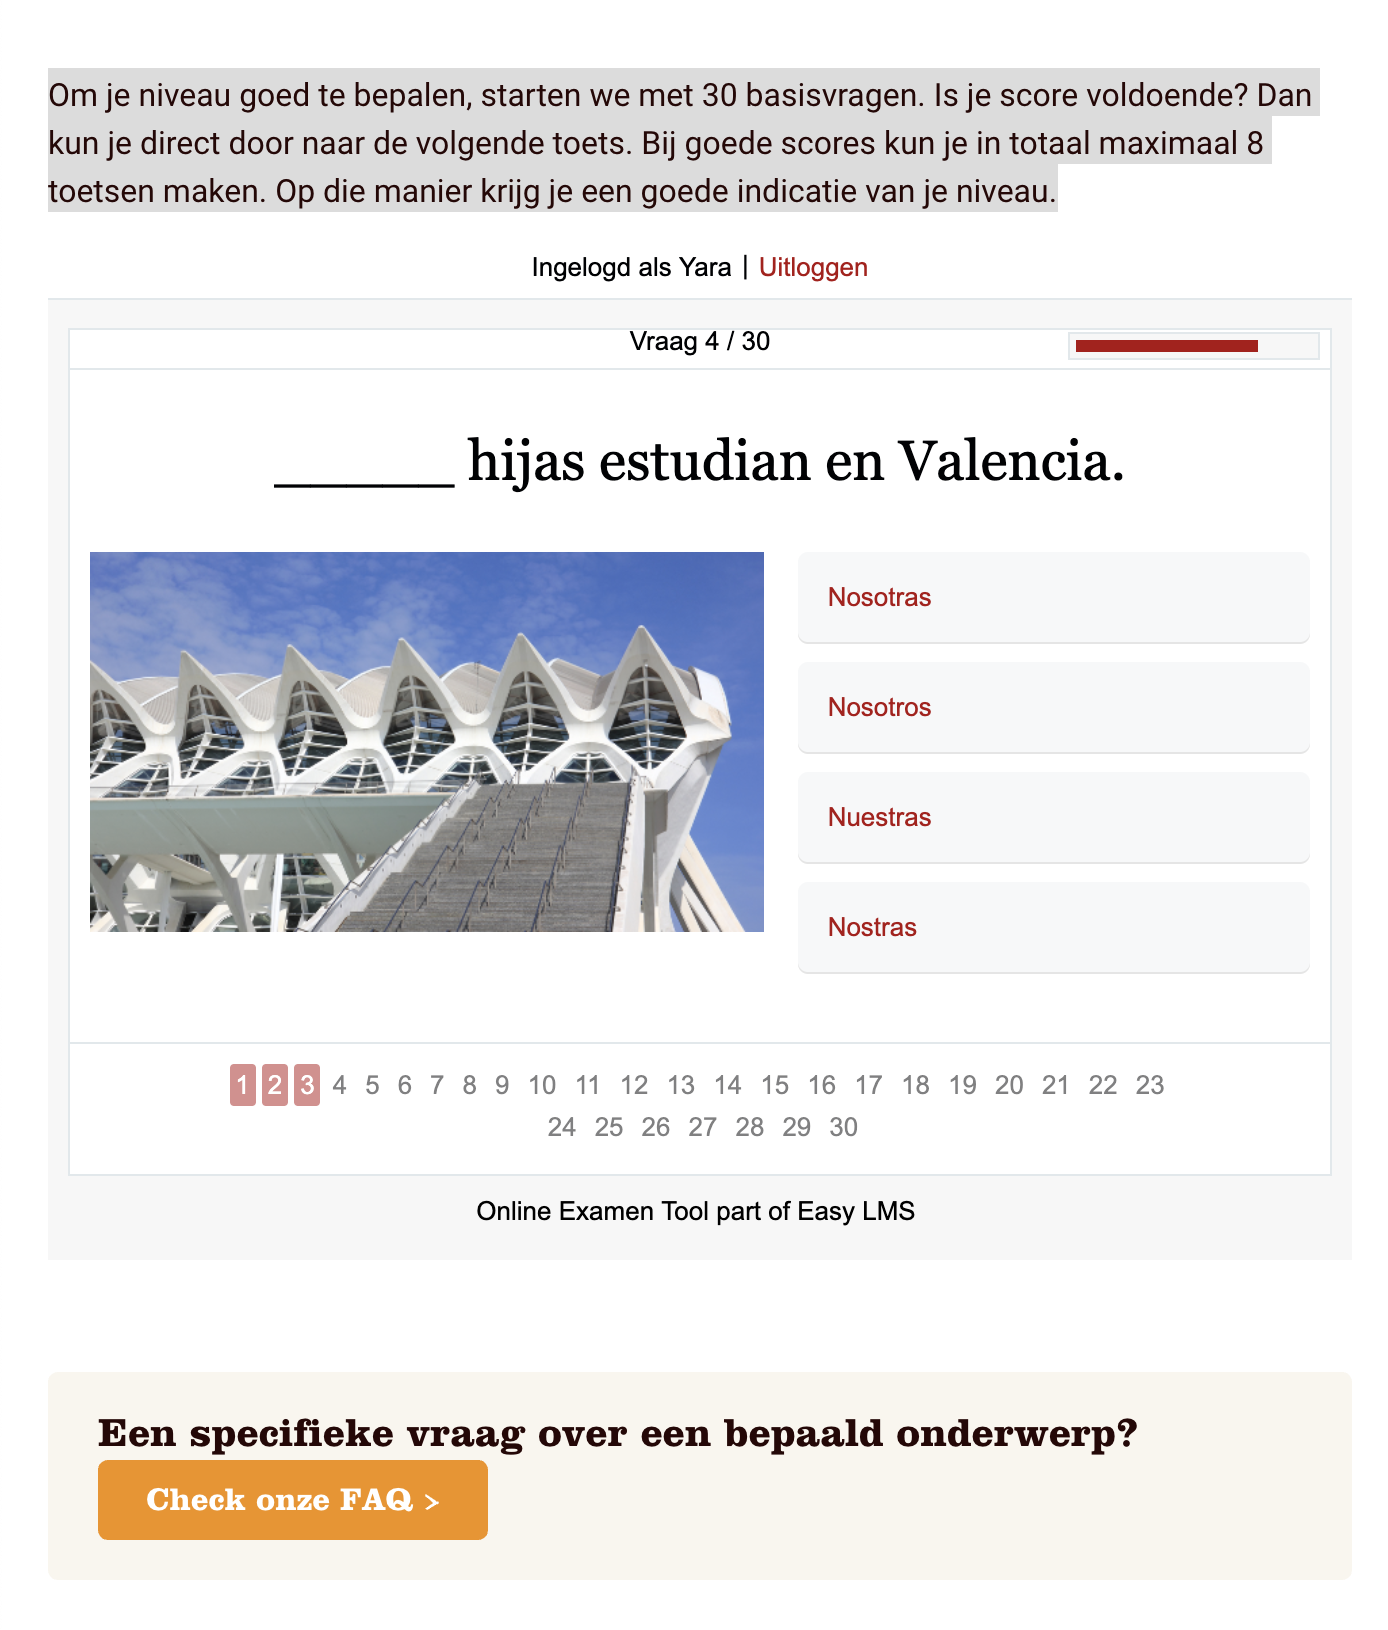 Om je niveau goed te bepalen, starten we met 30 basisvragen. Is je score voldoende? Dan
kun je direct door naar de volgende toets. Bij goede scores kun je in totaal maximaal 8
toetsen maken. Op die manier krijg je een goede indicatie van je niveau.
Ingelogd als Yara | Uitloggen
Vraag 4 / 30
______ hijas estudian en Valencia.
Nosotras
Nosotros
Nuestras
Nostras
1 2 3 4 5 6 7 8 9 10 11 12 13 14 15 16 17 18 19 20 21 22 23
24 25 26 27 28 29 30
Online Examen Tool part of Easy LMS
Een specifieke vraag over een bepaald onderwerp?
Check onze FAQ >